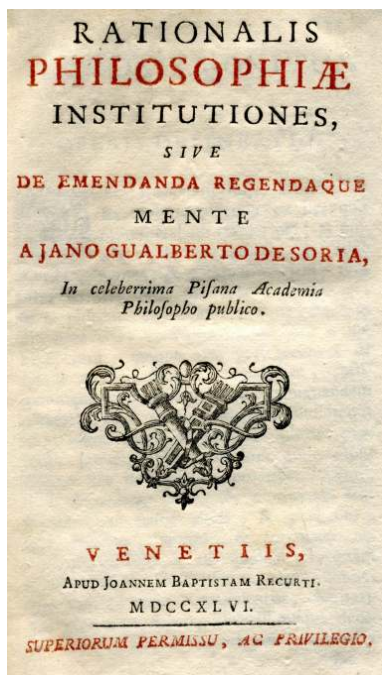 RATIONALIS
PHILOSOPHIÆ
INSTITUTIONES,
SIVE
DE EMENDANDA REGENDAQUE
MENTE
A JANO GUALBERTO DE SORIA,
In celeberrima Piſana Academia
Philoſopho publico.
VENETIIS,
APUD JOANNEM BAPTISTAM RECURTI.
MDCCXLVI.
SUPERIORUM PERMISSU, AC PRIVILEGIO.